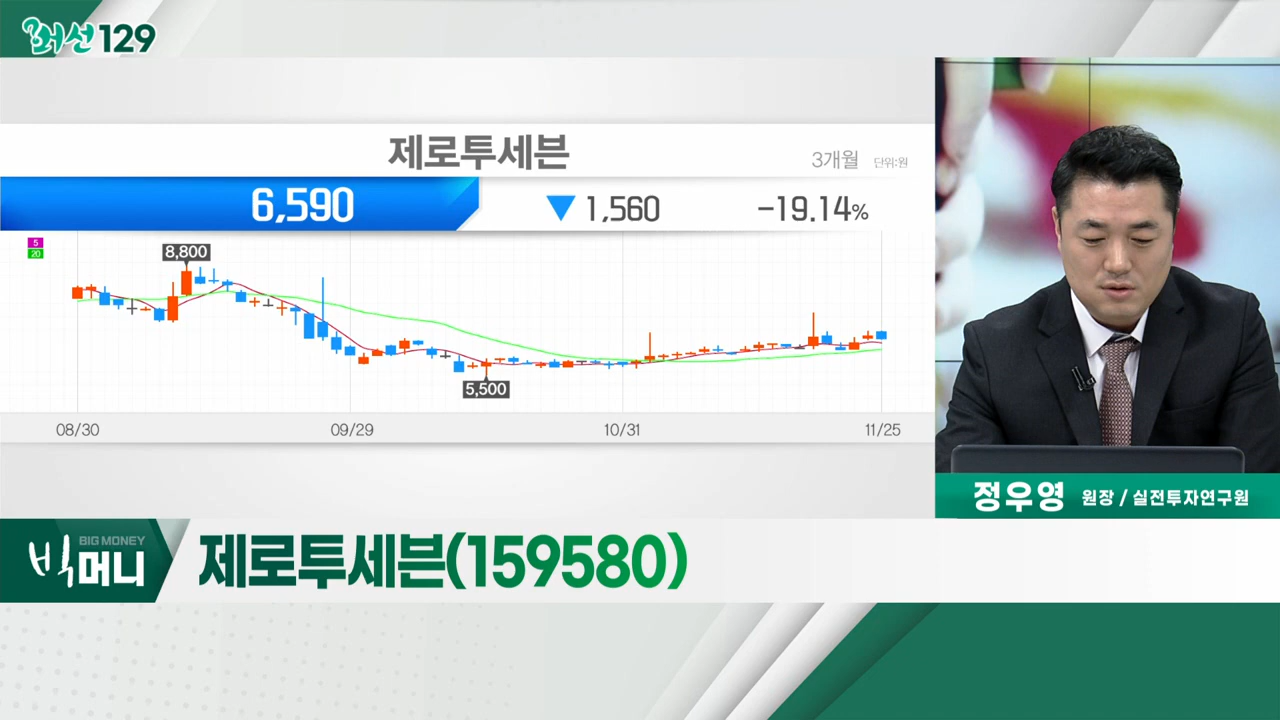 최선129
제로투세븐
3개월 단위:원
6,590 ▼1,560 -19.14%
5
20
8,800
5,500
08/30 09/29 10/31 11/25
정우영 원장 / 실전투자연구원
BIG MONEY
빅머니
제로투세븐(159580)